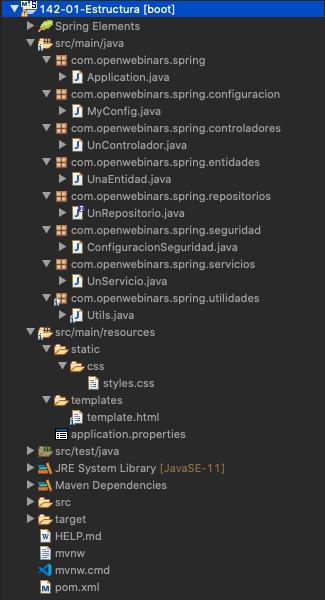 142-01-Estructura [boot]
Spring Elements
src/main/java
com.openwebinars.spring
Application.java
com.openwebinars.spring.configuracion
MyConfig.java
com.openwebinars.spring.controladores
UnControlador.java
com.openwebinars.spring.entidades
UnaEntidad.java
com.openwebinars.spring.repositorios
UnRepositorio.java
com.openwebinars.spring.seguridad
ConfiguracionSeguridad.java
com.openwebinars.spring.servicios
UnServicio.java
com.openwebinars.spring.utilidades
Utils.java
src/main/resources
static
css
styles.css
templates
template.html
application.properties
src/test/java
JRE System Library [JavaSE-11]
Maven Dependencies
src
target
HELP.md
mvnw
mvnw.cmd
pom.xml